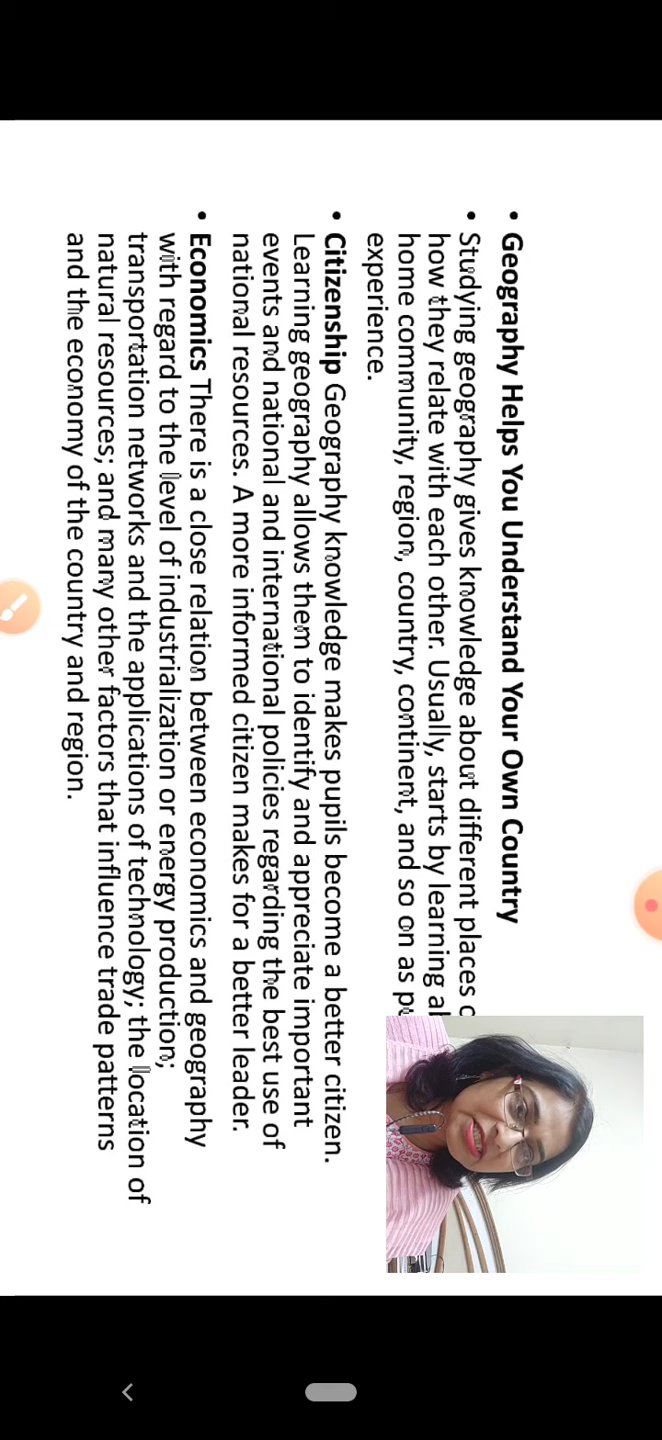 • Geography Helps You Understand Your Own Country
• Studying geography gives knowledge about different places
how they relate with each other. Usually, starts by learning
home community, region, country, continent, and so on as
experience.
• Citizenship Geography knowledge makes pupils become a better citizen.
Learning geography allows them to identify and appreciate important
events and national and international policies regarding the best use of
national resources. A more informed citizen makes for a better leader.
• Economics There is a close relation between economics and geography
with regard to the level of industrialization or energy production;
transportation networks and the applications of technology; the location of
natural resources; and many other factors that influence trade patterns
and the economy of the country and region.